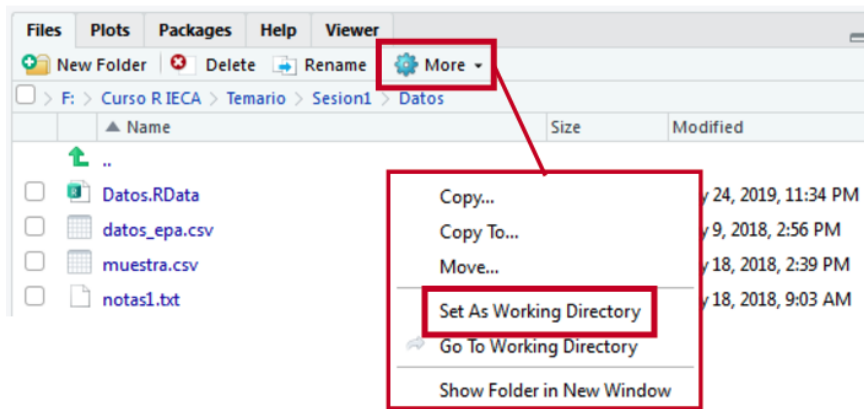 Files Plots Packages Help Viewer
New Folder Delete Rename More
F: > Curso R IECA > Temario > Sesion1 > Datos
Name Size Modified
..
Datos.RData y 24, 2019, 11:34 PM
datos_epa.csv y 9, 2018, 2:56 PM
muestra.csv y 18, 2018, 2:39 PM
notas1.txt y 18, 2018, 9:03 AM
Copy...
Copy To...
Move...
Set As Working Directory
Go To Working Directory
Show Folder in New Window